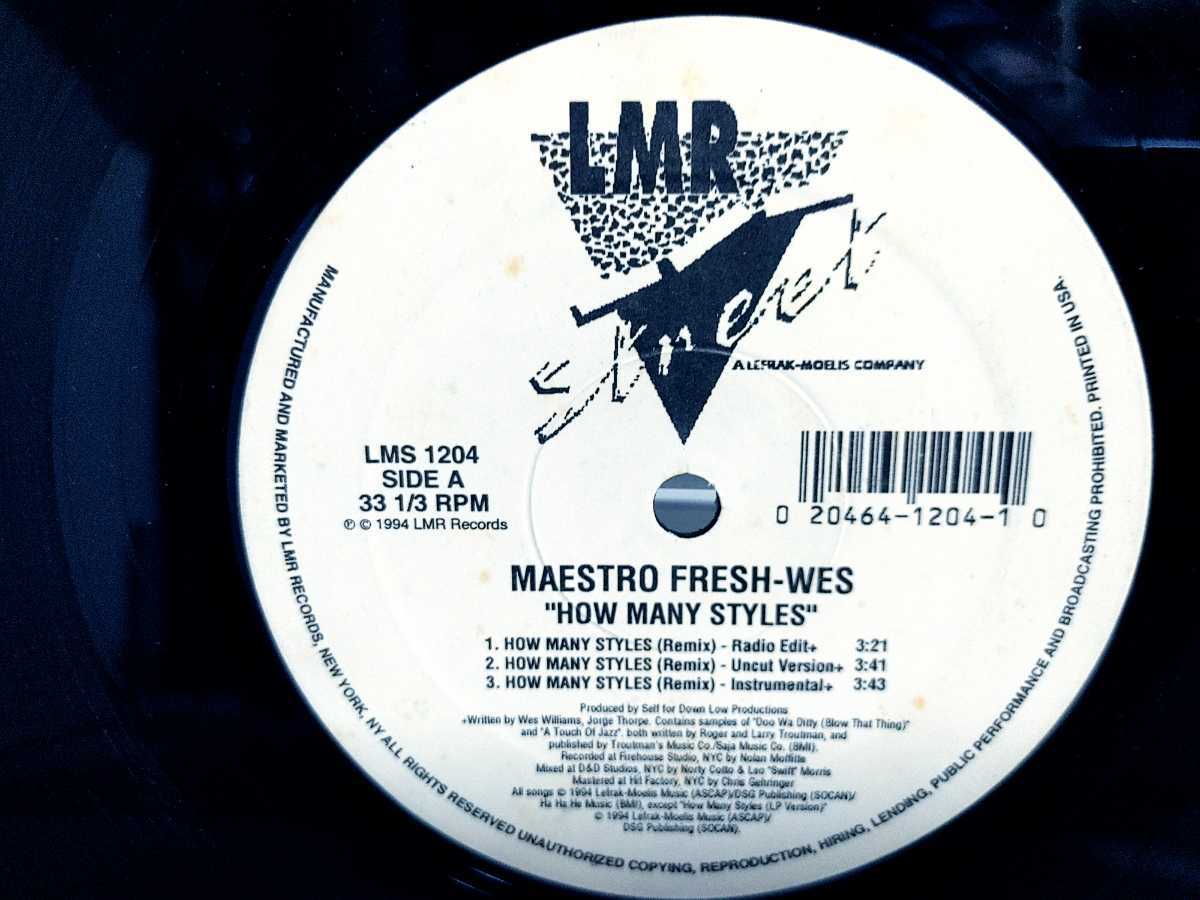 LMR
Street
A LEFRAK-MOELIS COMPANY
LMS 1204
SIDE A
33 1/3 RPM
℗ © 1994 LMR Records
0 20464-1204-1 0
MAESTRO FRESH-WES
"HOW MANY STYLES"
1. HOW MANY STYLES (Remix) - Radio Edit+ 3:21
2. HOW MANY STYLES (Remix) - Uncut Version+ 3:41
3. HOW MANY STYLES (Remix) - Instrumental+ 3:43
Produced by Self for Down Low Productions
+Written by Wes Williams, Jorge Thorpe. Contains samples of "Doo Wa Ditty (Blow That Thing)"
and "A Touch Of Jazz". both written by Roger and Larry Troutman, and
published by Troutman's Music Co./Saja Music Co. (BMI).
Recorded at Firehouse Studio, NYC by Nolan Moffitte
Mixed at D&D Studios, NYC by Norty Cotto & Leo "Swift" Morris
Mastered at Hit Factory, NYC by Chris Gehringer
All songs © 1994 Lefrak-Moelis Music (ASCAP)/DSG Publishing (SOCAN)/
Ha Ha He Music (BMI), except "How Many Styles (LP Version)"
© 1994 Lefrak-Moelis Music (ASCAP)/
DSG Publishing (SOCAN).
MANUFACTURED AND MARKETED BY LMR RECORDS, NEW YORK, NY ALL RIGHTS RESERVED UNAUTHORIZED COPYING, REPRODUCTION, HIRING, LENDING, PUBLIC PERFORMANCE AND BROADCASTING PROHIBITED. PRINTED IN USA.